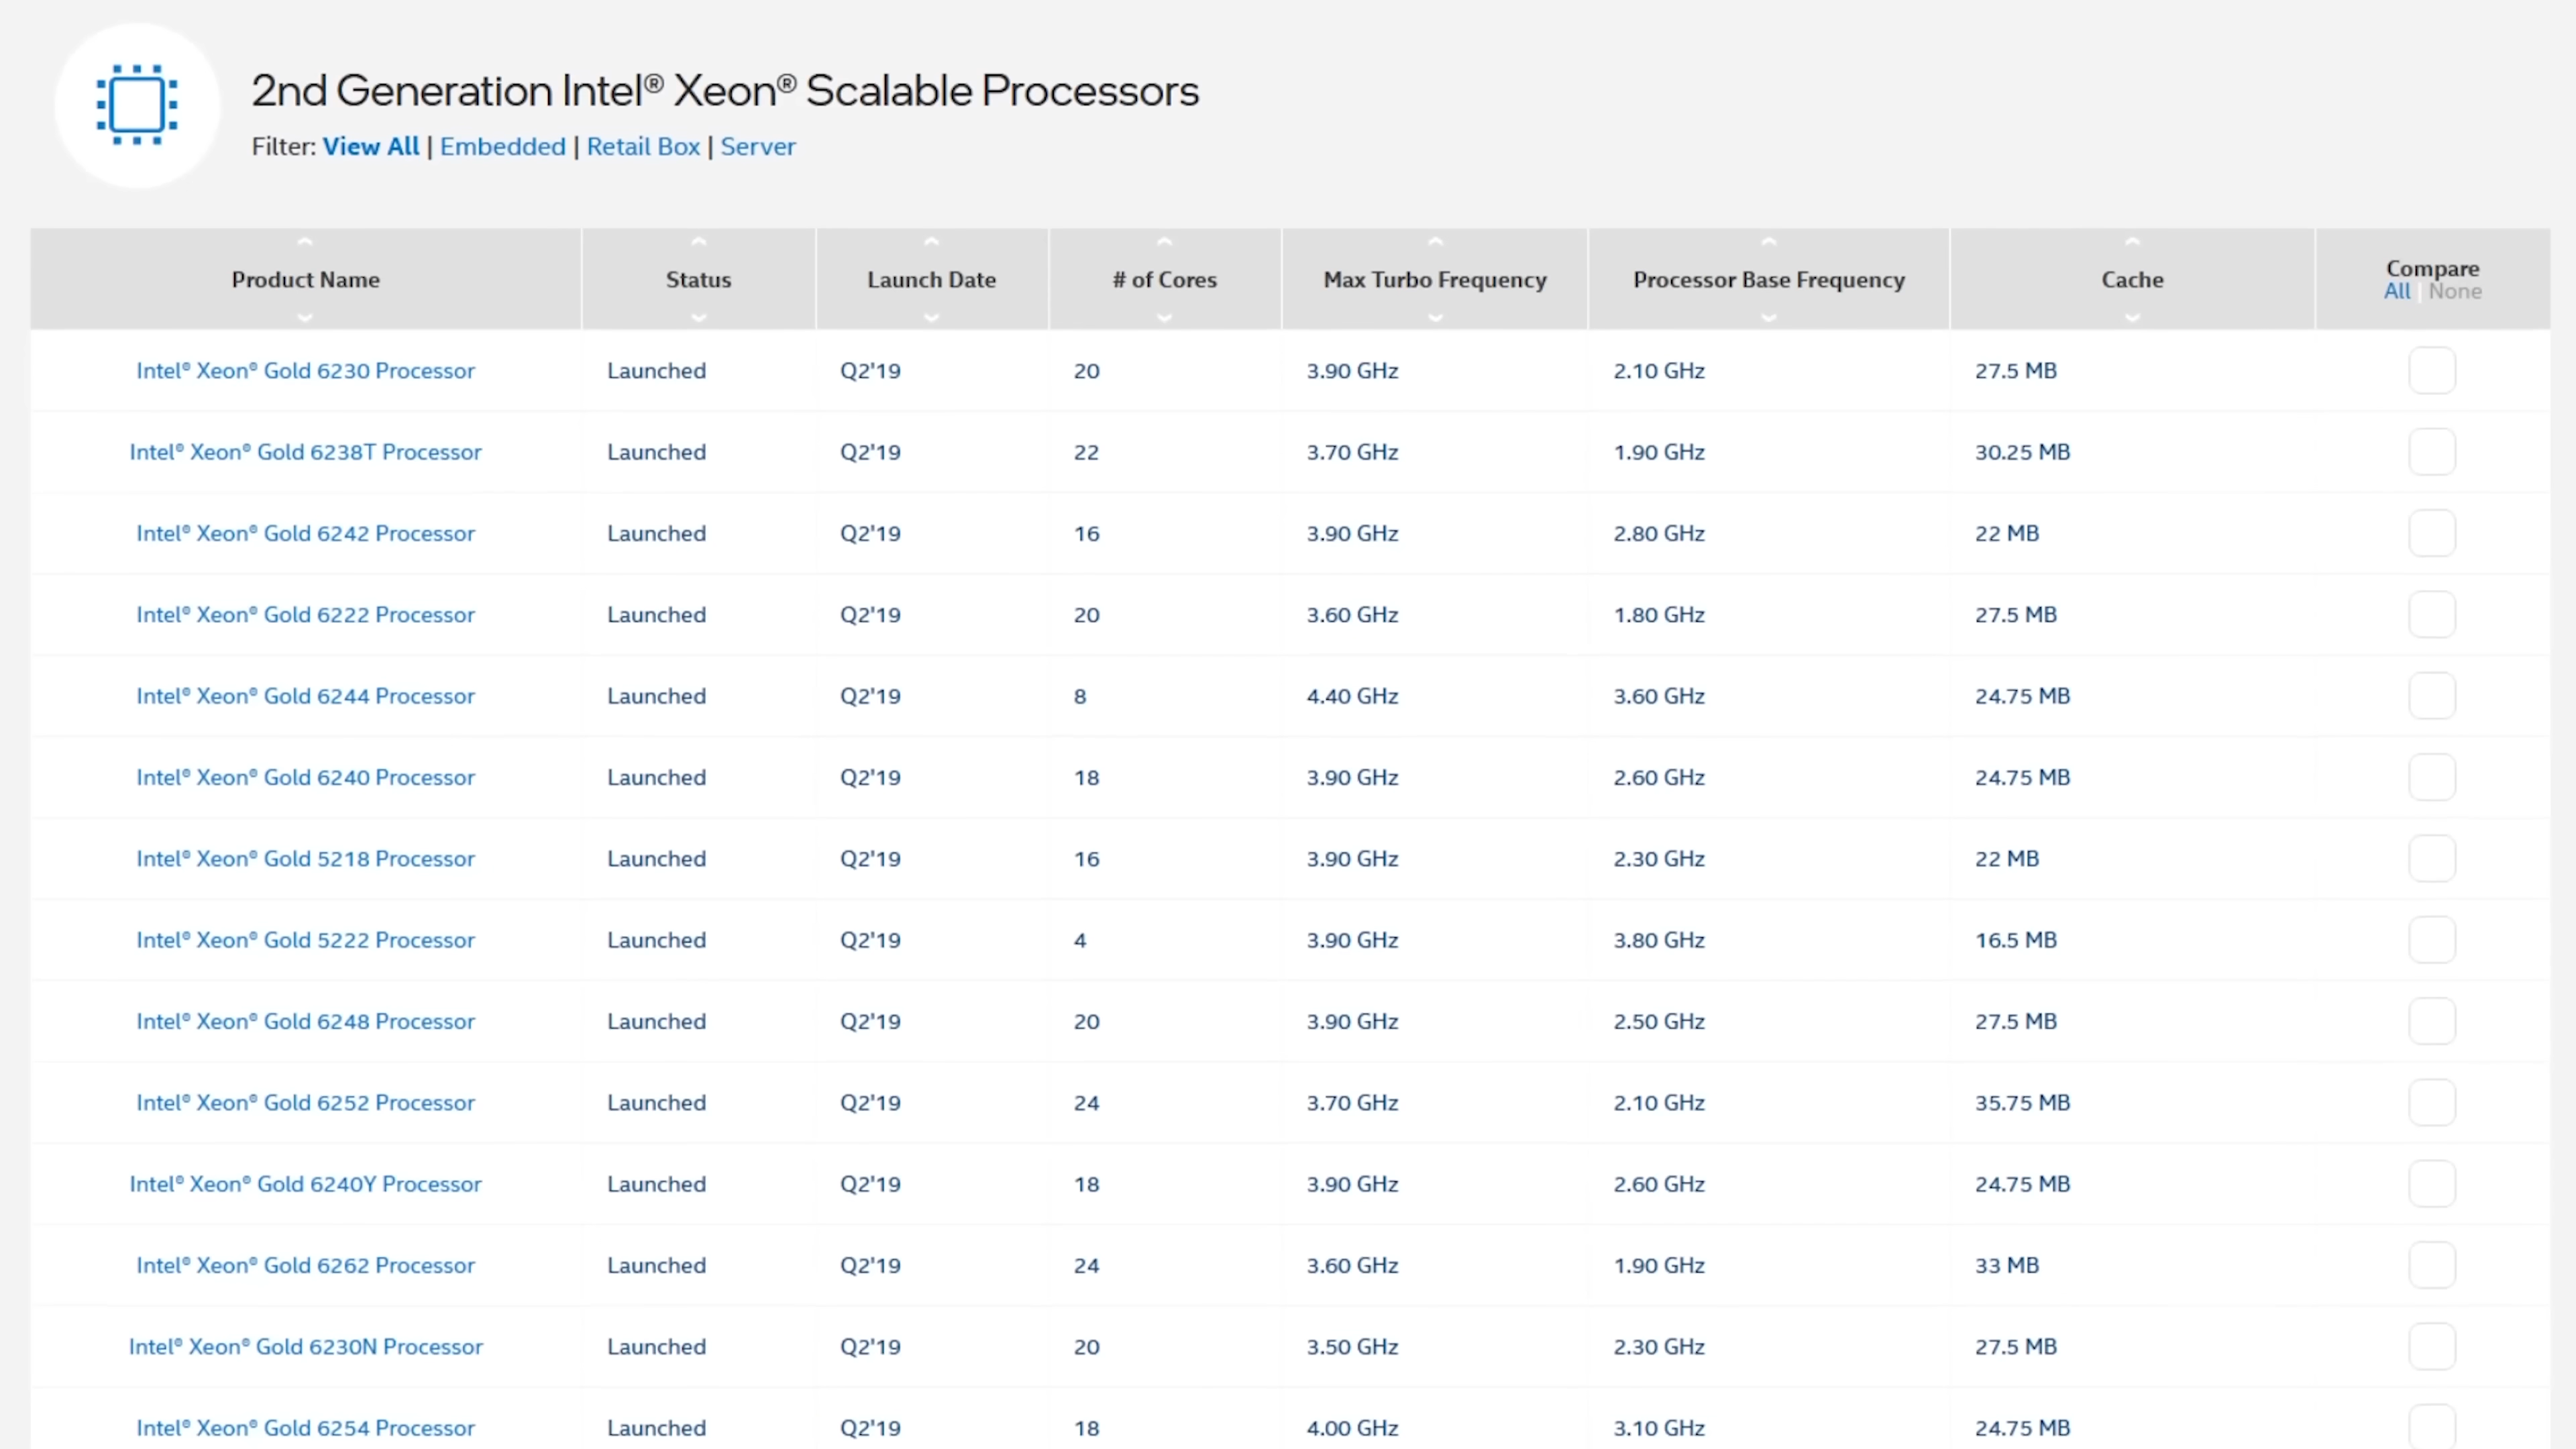 2nd Generation Intel® Xeon® Scalable Processors
Filter: View All | Embedded | Retail Box | Server
Product Name Status Launch Date # of Cores Max Turbo Frequency Processor Base Frequency Cache Compare
All | None
Intel® Xeon® Gold 6230 Processor Launched Q2'19 20 3.90 GHz 2.10 GHz 27.5 MB
Intel® Xeon® Gold 6238T Processor Launched Q2'19 22 3.70 GHz 1.90 GHz 30.25 MB
Intel® Xeon® Gold 6242 Processor Launched Q2'19 16 3.90 GHz 2.80 GHz 22 MB
Intel® Xeon® Gold 6222 Processor Launched Q2'19 20 3.60 GHz 1.80 GHz 27.5 MB
Intel® Xeon® Gold 6244 Processor Launched Q2'19 8 4.40 GHz 3.60 GHz 24.75 MB
Intel® Xeon® Gold 6240 Processor Launched Q2'19 18 3.90 GHz 2.60 GHz 24.75 MB
Intel® Xeon® Gold 5218 Processor Launched Q2'19 16 3.90 GHz 2.30 GHz 22 MB
Intel® Xeon® Gold 5222 Processor Launched Q2'19 4 3.90 GHz 3.80 GHz 16.5 MB
Intel® Xeon® Gold 6248 Processor Launched Q2'19 20 3.90 GHz 2.50 GHz 27.5 MB
Intel® Xeon® Gold 6252 Processor Launched Q2'19 24 3.70 GHz 2.10 GHz 35.75 MB
Intel® Xeon® Gold 6240Y Processor Launched Q2'19 18 3.90 GHz 2.60 GHz 24.75 MB
Intel® Xeon® Gold 6262 Processor Launched Q2'19 24 3.60 GHz 1.90 GHz 33 MB
Intel® Xeon® Gold 6230N Processor Launched Q2'19 20 3.50 GHz 2.30 GHz 27.5 MB
Intel® Xeon® Gold 6254 Processor Launched Q2'19 18 4.00 GHz 3.10 GHz 24.75 MB